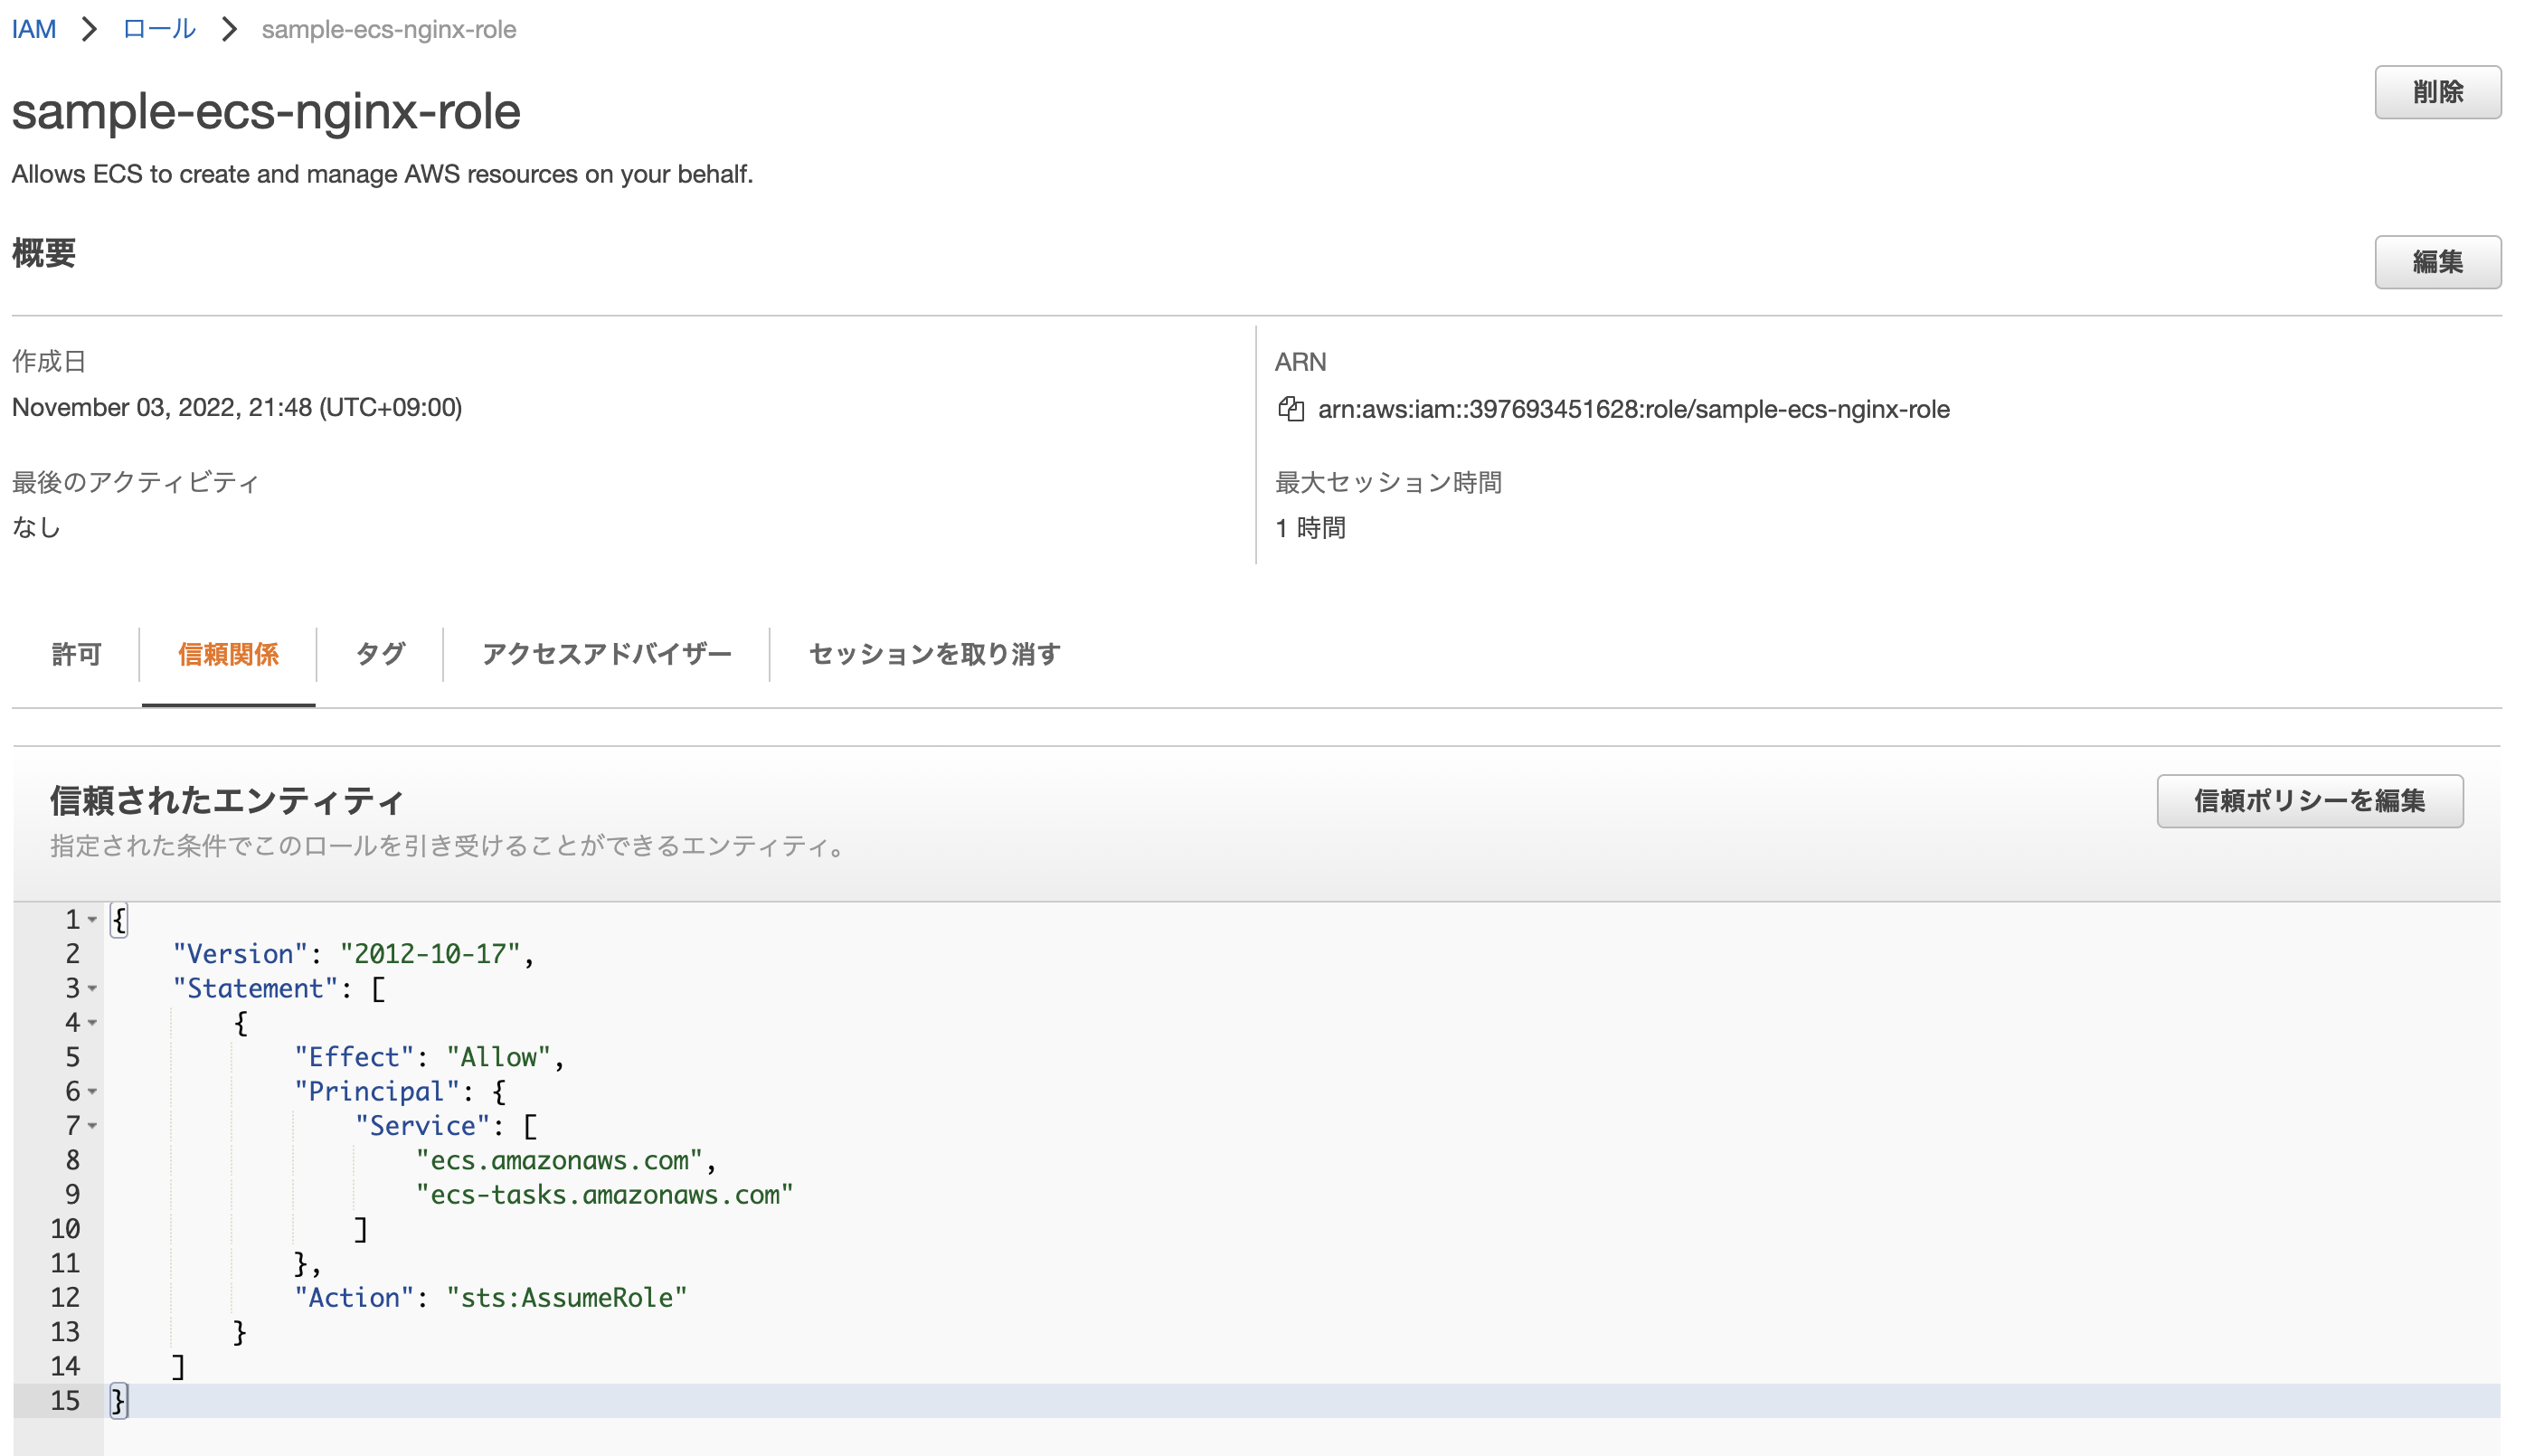 IAM > ロール > sample-ecs-nginx-role
sample-ecs-nginx-role
削除
Allows ECS to create and manage AWS resources on your behalf.
概要
編集
作成日
November 03, 2022, 21:48 (UTC+09:00)
ARN
arn:aws:iam::397693451628:role/sample-ecs-nginx-role
最後のアクティビティ
なし
最大セッション時間
1 時間
許可 信頼関係 タグ アクセスアドバイザー セッションを取り消す
信頼されたエンティティ
指定された条件でこのロールを引き受けることができるエンティティ。
信頼ポリシーを編集
1 {
2     "Version": "2012-10-17",
3     "Statement": [
4         {
5             "Effect": "Allow",
6             "Principal": {
7                 "Service": [
8                     "ecs.amazonaws.com",
9                     "ecs-tasks.amazonaws.com"
10                 ]
11             },
12             "Action": "sts:AssumeRole"
13         }
14     ]
15 }